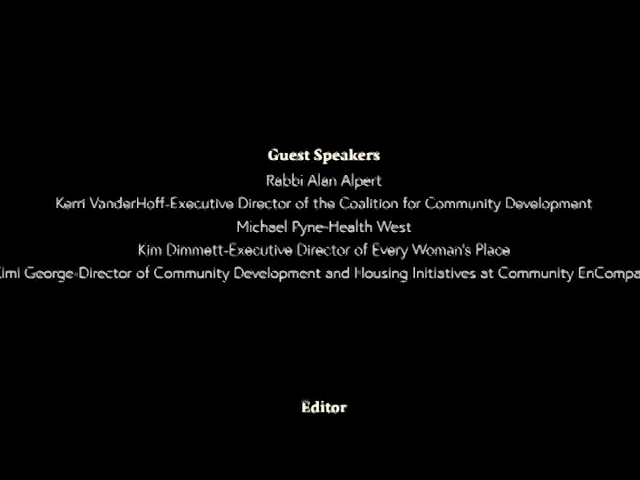 Guest Speakers
Rabbi Alan Alpert
Kerri VanderHoff-Executive Director of the Coalition for Community Development
Michael Pyne-Health West
Kim Dimmett-Executive Director of Every Woman's Place
George-Director of Community Development and Housing Initiatives at Community
Editor